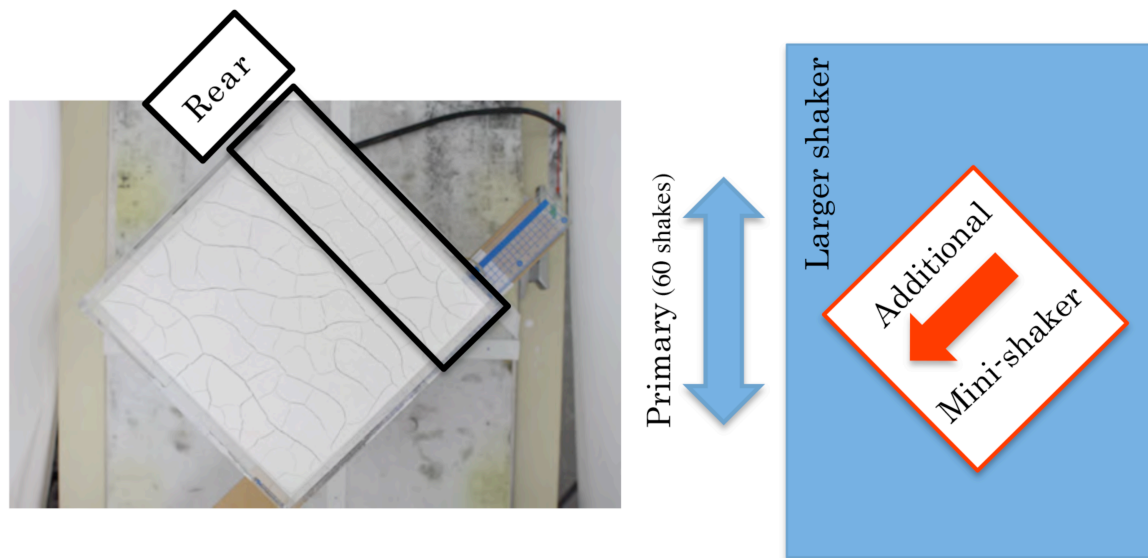 Rear
Primary (60 shakes)
Larger shaker
Additional
Mini-shaker